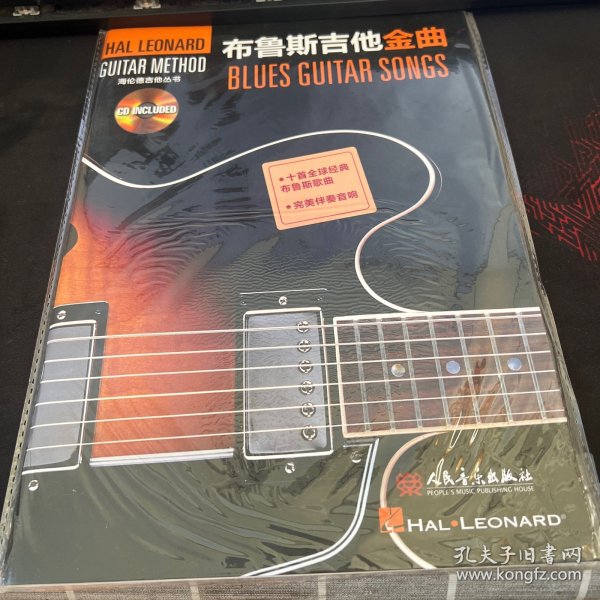 HAL LEONARD
GUITAR METHOD
海伦德吉他丛书
CD INCLUDED
布鲁斯吉他金曲
BLUES GUITAR SONGS
• 十首全球经典
布鲁斯歌曲
• 完美伴奏音响
人民音乐出版社
PEOPLE'S MUSIC PUBLISHING HOUSE
HAL•LEONARD®
孔夫子旧书网
www.kongfz.com